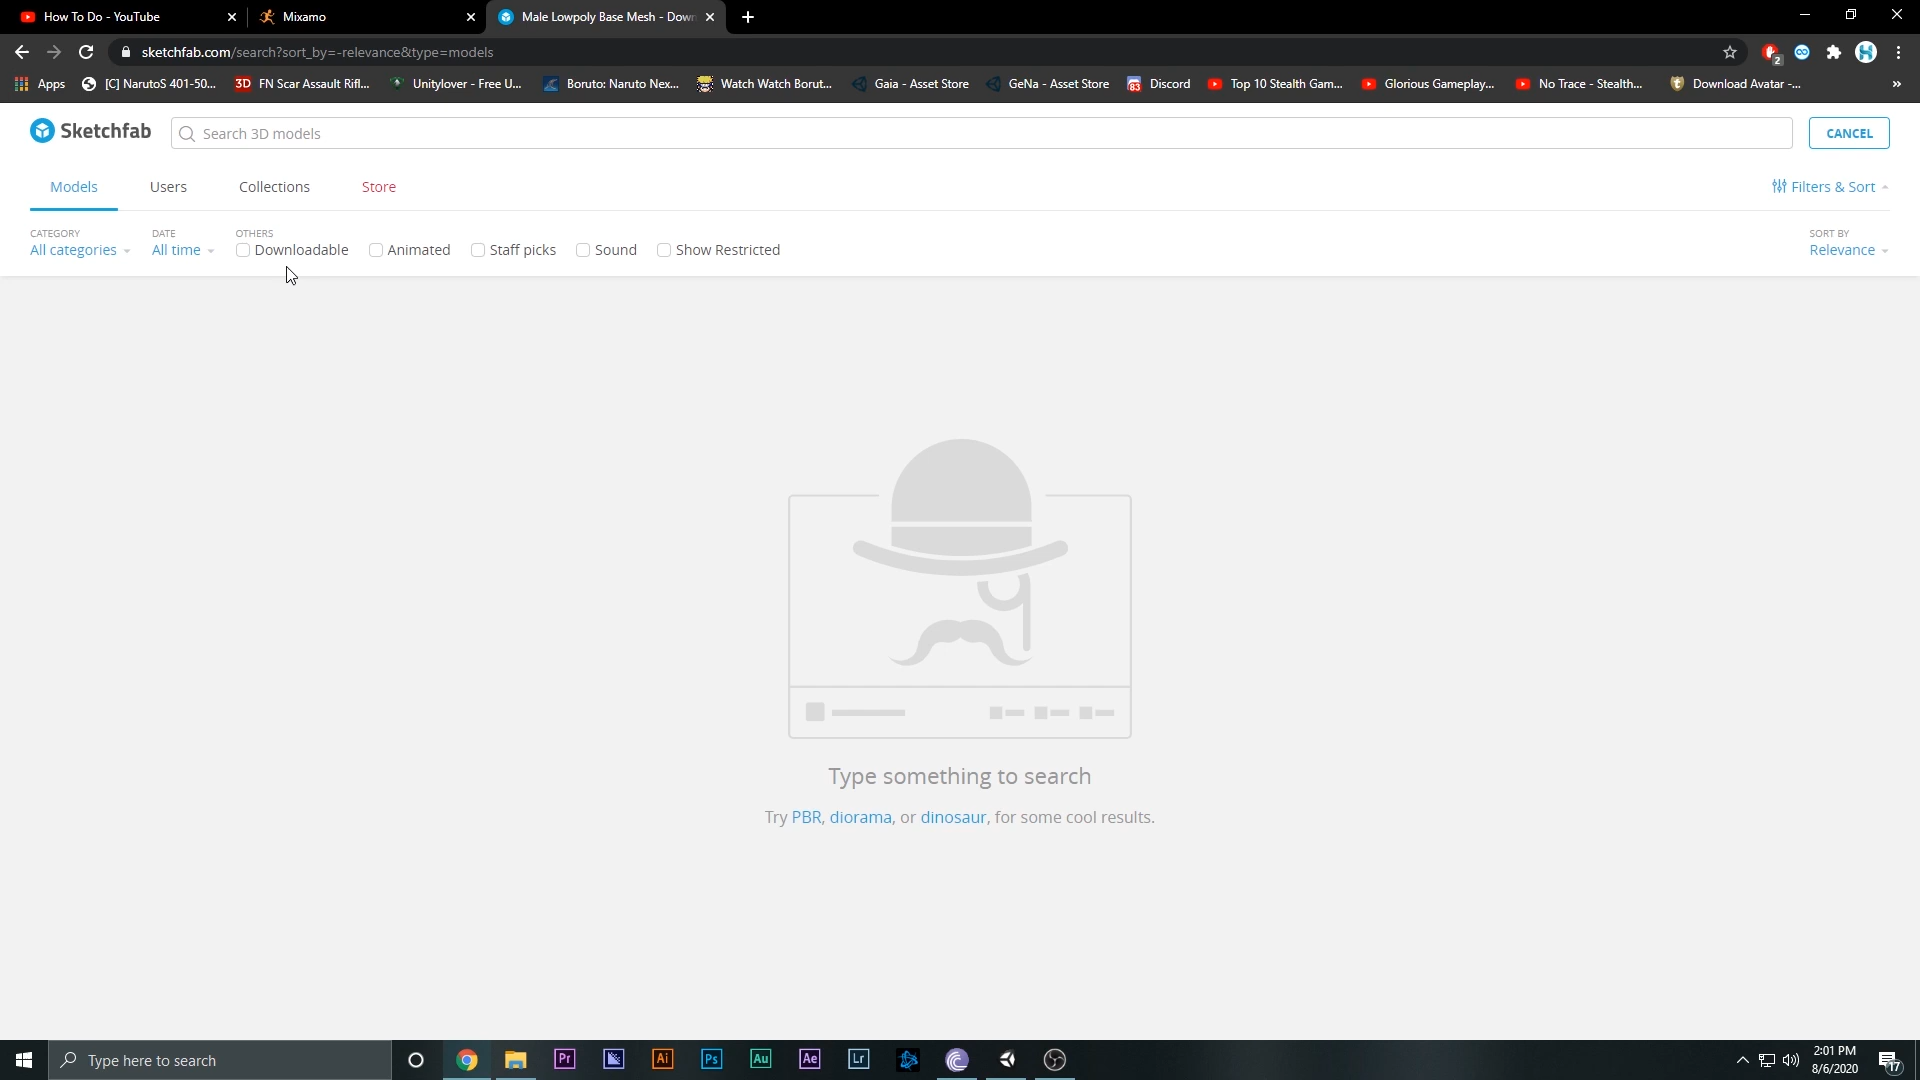 How To Do - YouTube
Mixamo
Male Lowpoly Base Mesh - Down
sketchfab.com/search?sort_by=-relevance&type=models
2
Apps
[C] NarutoS 401-50...
3D FN Scar Assault Rifl...
Unitylover - Free U...
Boruto: Naruto Nex...
Watch Watch Borut...
Gaia - Asset Store
GeNa - Asset Store
83 Discord
Top 10 Stealth Gam...
Glorious Gameplay...
No Trace - Stealth...
Download Avatar -...
»
Sketchfab
Search 3D models
CANCEL
Models
Users
Collections
Store
Filters & Sort
CATEGORY
DATE
OTHERS
SORT BY
All categories
All time
Downloadable
Animated
Staff picks
Sound
Show Restricted
Relevance
Type something to search
Try PBR, diorama, or dinosaur, for some cool results.
Type here to search
Pr
Ai
Ps
Au
Ae
Lr
2:01 PM
8/6/2020
17